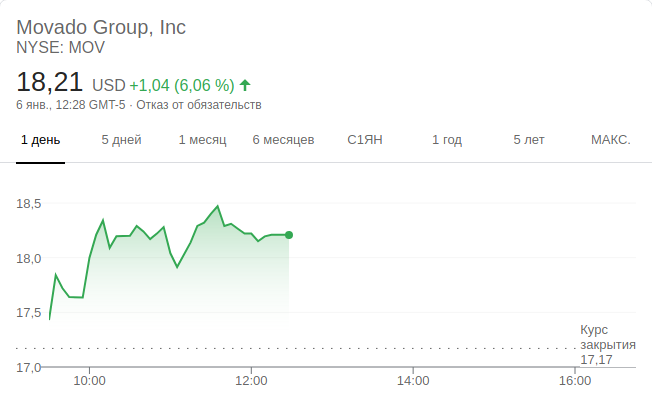 Movado Group, Inc
NYSE: MOV
18,21 USD +1,04 (6,06 %)
6 янв., 12:28 GMT-5 · Отказ от обязательств
1 день 5 дней 1 месяц 6 месяцев С1ЯН 1 год 5 лет МАКС.
18,5
18,0
17,5
Курс
закрытия
17,17
17,0
10:00 12:00 14:00 16:00